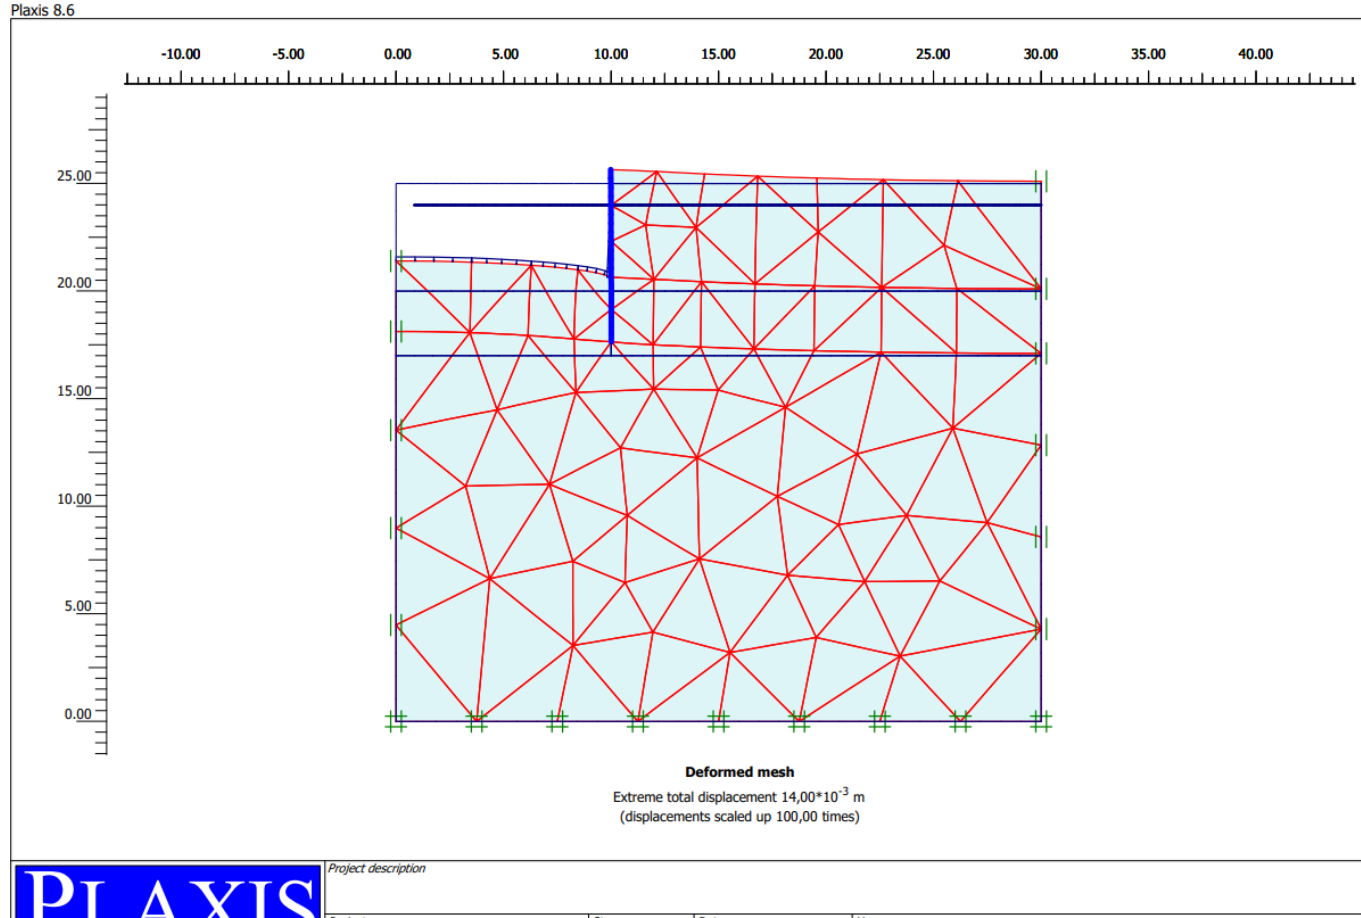 Plaxis 8.6
-10.00 -5.00 0.00 5.00 10.00 15.00 20.00 25.00 30.00 35.00 40.00
25.00
20.00
15.00
10.00
5.00
0.00
Deformed mesh
Extreme total displacement 14,00*10-3 m
(displacements scaled up 100,00 times)
Project description
PLAXIS